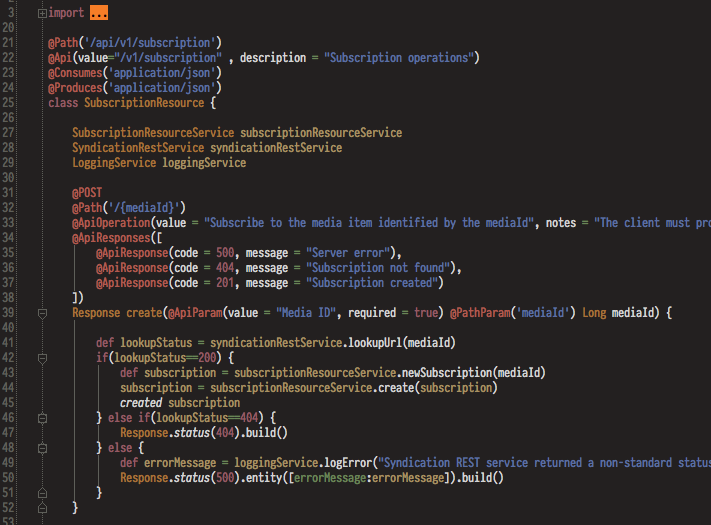 3 import ...
20
21 @Path('/api/v1/subscription')
22 @Api(value="/v1/subscription" , description = "Subscription operations")
23 @Consumes('application/json')
24 @Produces('application/json')
25 class SubscriptionResource {
26
27 SubscriptionResourceService subscriptionResourceService
28 SyndicationRestService syndicationRestService
29 LoggingService loggingService
30
31 @POST
32 @Path('/{mediaId}')
33 @ApiOperation(value = "Subscribe to the media item identified by the mediaId", notes = "The client must pro
34 @ApiResponses([
35 @ApiResponse(code = 500, message = "Server error"),
36 @ApiResponse(code = 404, message = "Subscription not found"),
37 @ApiResponse(code = 201, message = "Subscription created")
38 ])
39 Response create(@ApiParam(value = "Media ID", required = true) @PathParam('mediaId') Long mediaId) {
40
41 def lookupStatus = syndicationRestService.lookupUrl(mediaId)
42 if(lookupStatus==200) {
43 def subscription = subscriptionResourceService.newSubscription(mediaId)
44 subscription = subscriptionResourceService.create(subscription)
45 created subscription
46 } else if(lookupStatus==404) {
47 Response.status(404).build()
48 } else {
49 def errorMessage = loggingService.logError("Syndication REST service returned a non-standard status
50 Response.status(500).entity([errorMessage:errorMessage]).build()
51 }
52 }
53